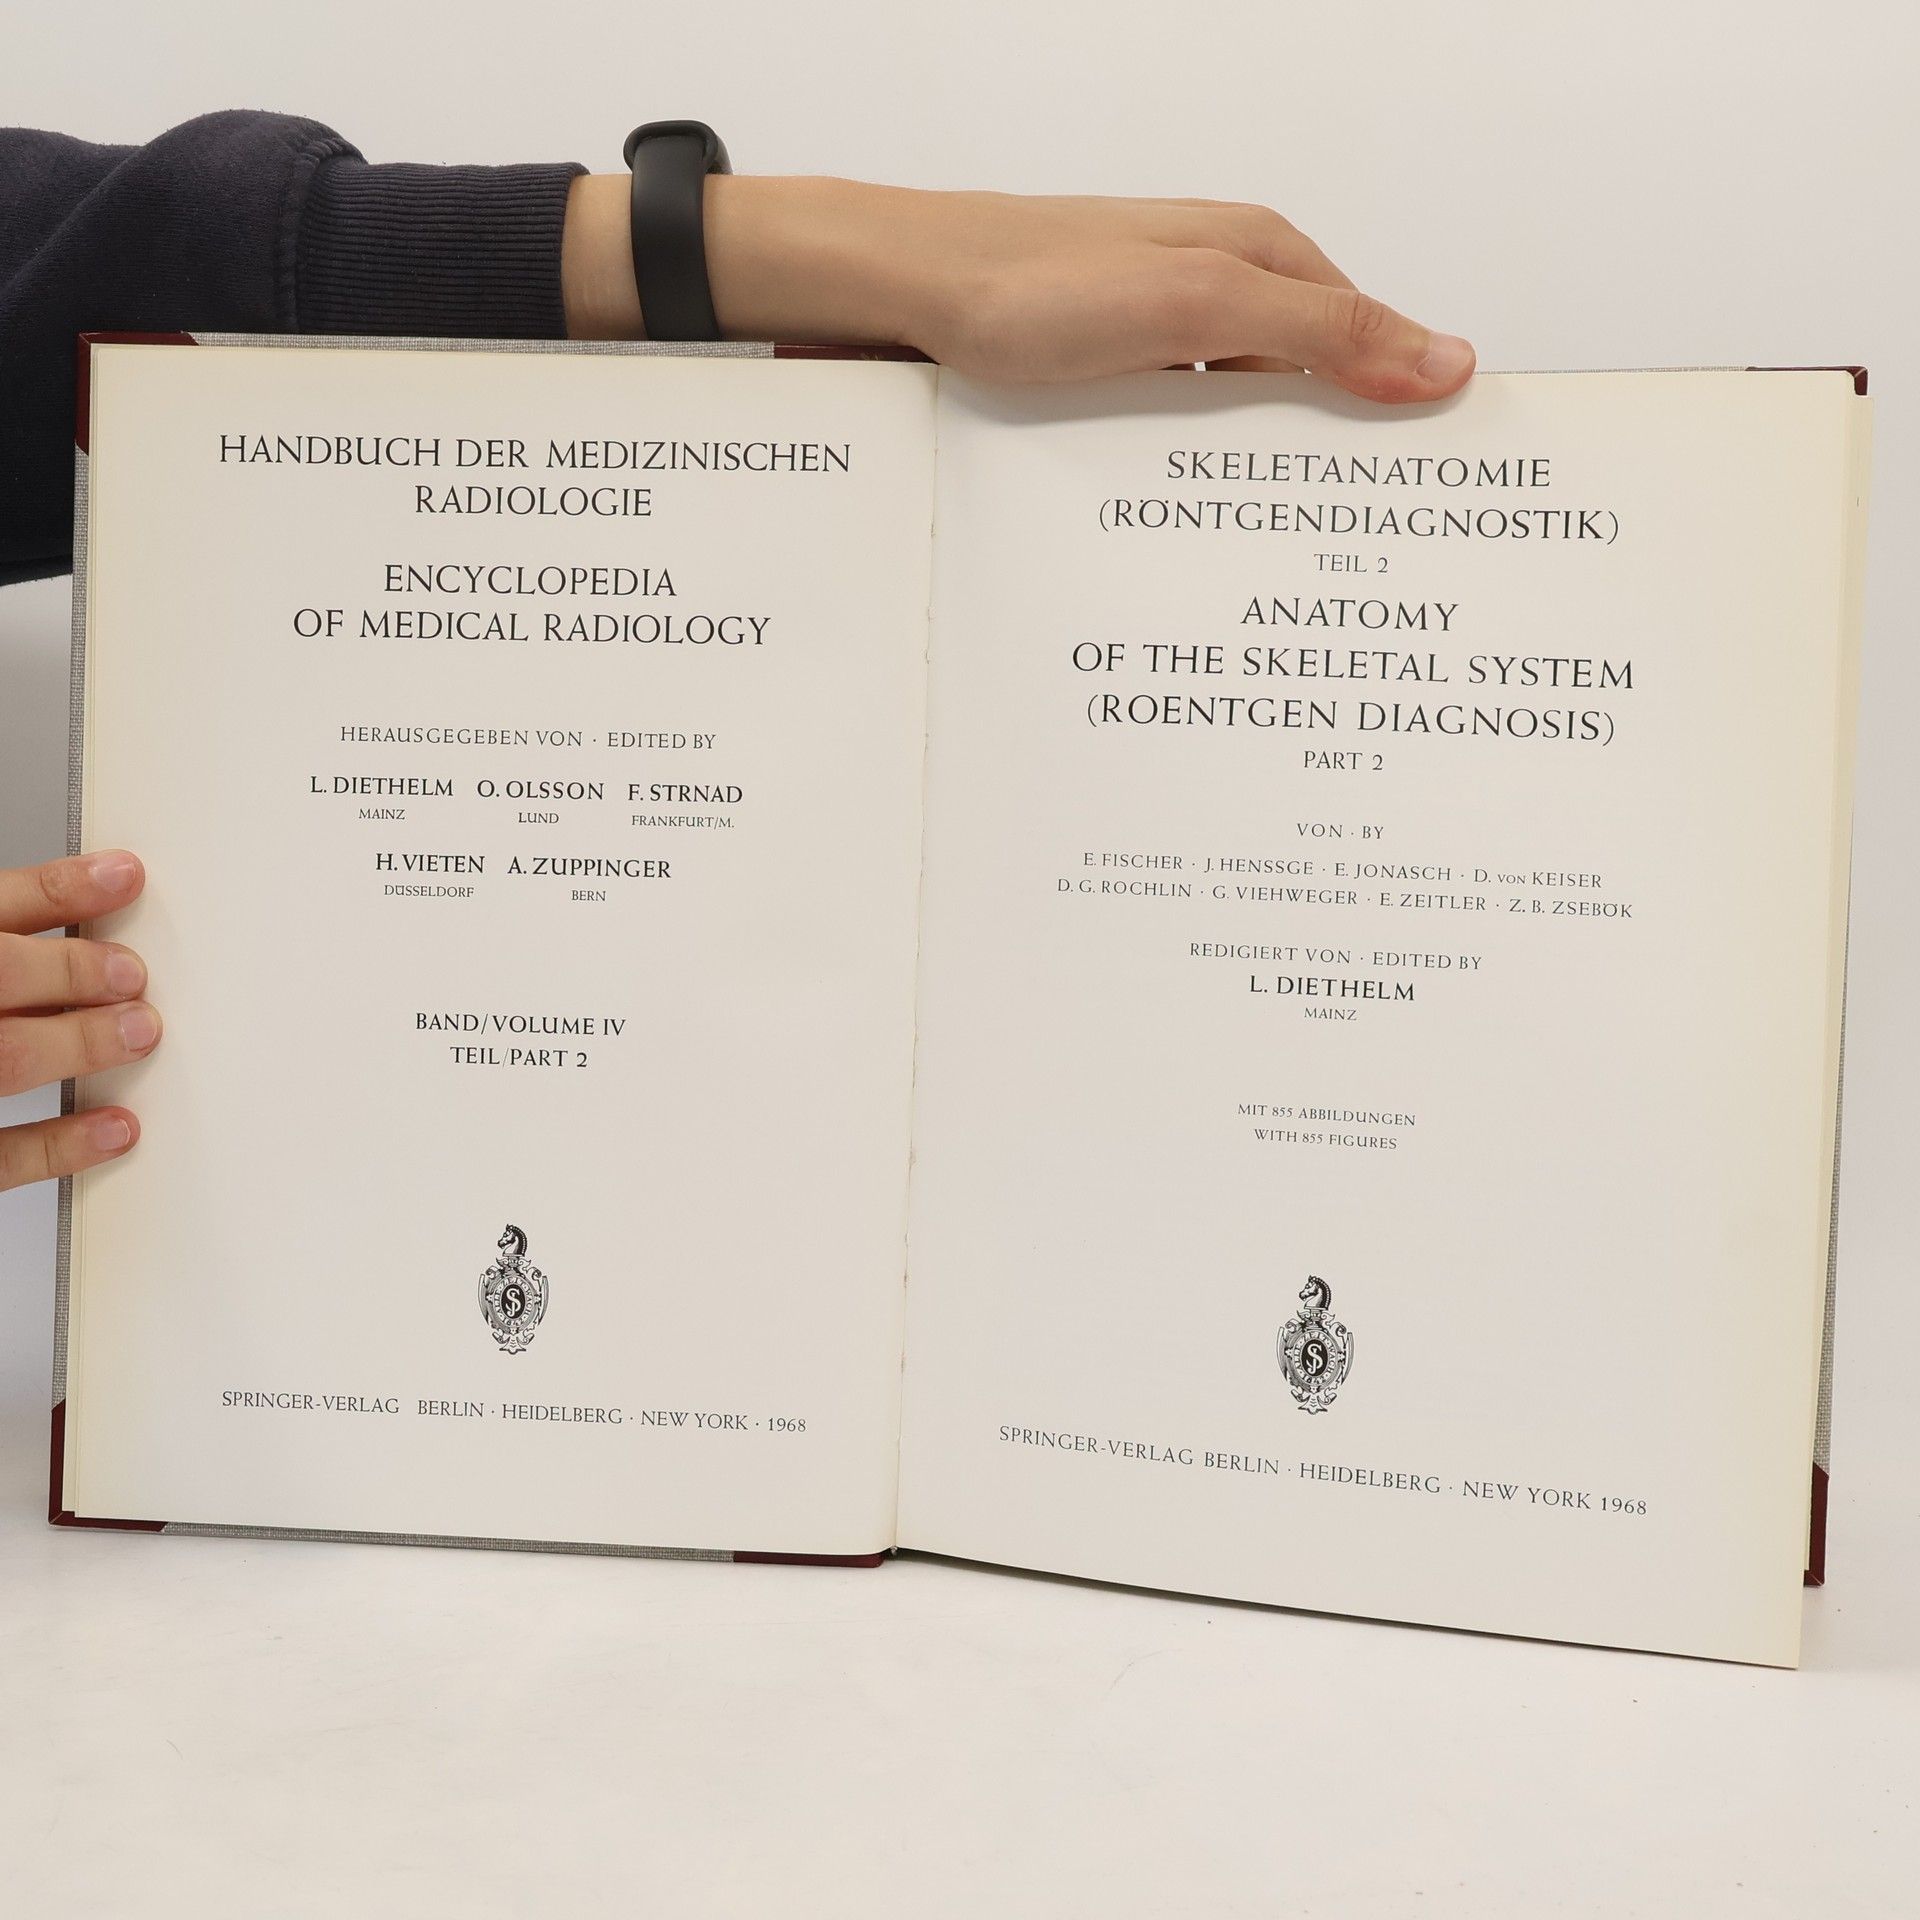 HANDBUCH DER MEDIZINISCHEN
RADIOLOGIE
ENCYCLOPEDIA
OF MEDICAL RADIOLOGY
HERAUSGEGEBEN VON · EDITED BY
L. DIETHELM O. OLSSON F. STRNAD
MAINZ LUND FRANKFURT/M.
H. VIETEN A. ZUPPINGER
DÜSSELDORF BERN
BAND/VOLUME IV
TEIL/PART 2
SPRINGER-VERLAG BERLIN · HEIDELBERG · NEW YORK · 1968
SKELETANATOMIE
(RÖNTGENDIAGNOSTIK)
TEIL 2
ANATOMY
OF THE SKELETAL SYSTEM
(ROENTGEN DIAGNOSIS)
PART 2
VON · BY
E. FISCHER · J. HENSSGE · E. JONASCH · D. VON KEISER
D. G. ROCHLIN · G. VIEHWEGER · E. ZEITLER · Z. B. ZSEBÖK
REDIGIERT VON · EDITED BY
L. DIETHELM
MAINZ
MIT 855 ABBILDUNGEN
WITH 855 FIGURES
SPRINGER-VERLAG BERLIN · HEIDELBERG · NEW YORK 1968